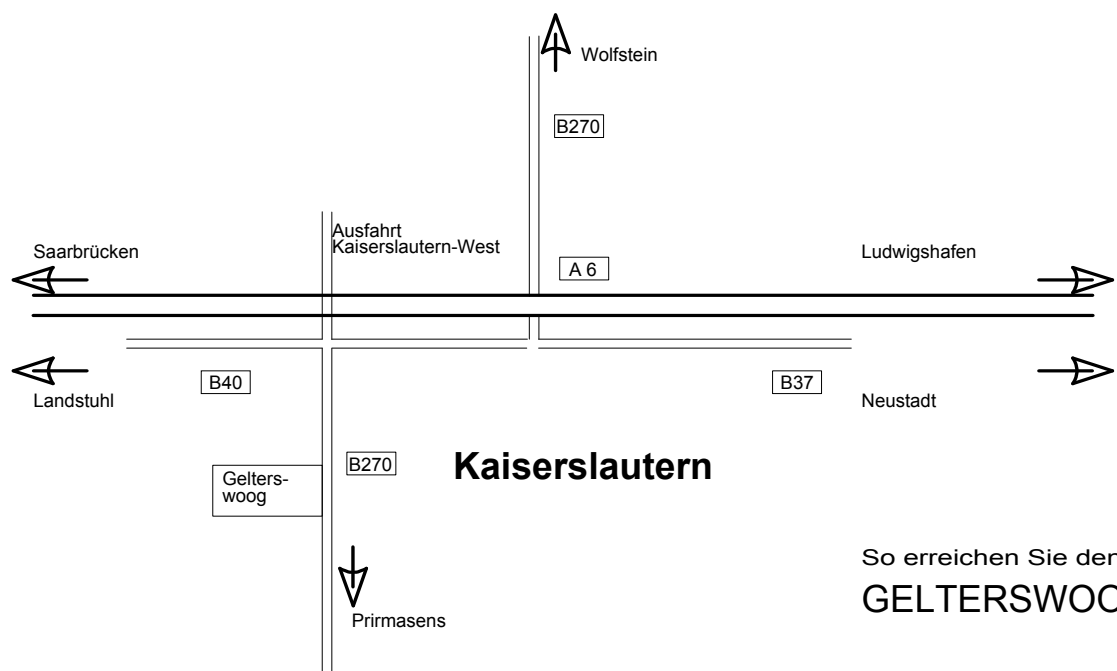 Wolfstein
B270
Ausfahrt
Kaiserslautern-West
Saarbrücken
A 6
Ludwigshafen
B40
B37
Landstuhl
Neustadt
B270
Kaiserslautern
Gelters-
woog
So erreichen Sie den
GELTERSWOO
Prirmasens